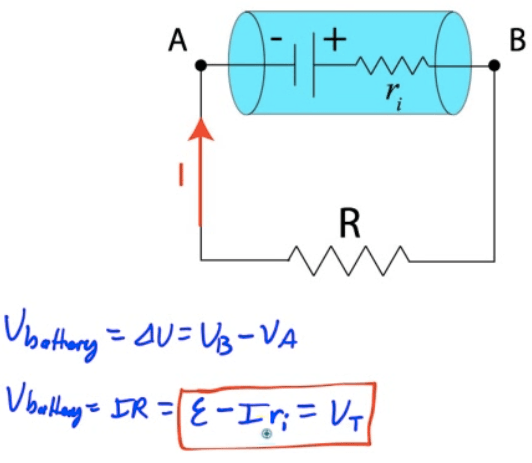 A - + B
r_i
I
R
V_battery = ΔV = V_B - V_A
V_battery = IR = ε - Ir_i = V_T